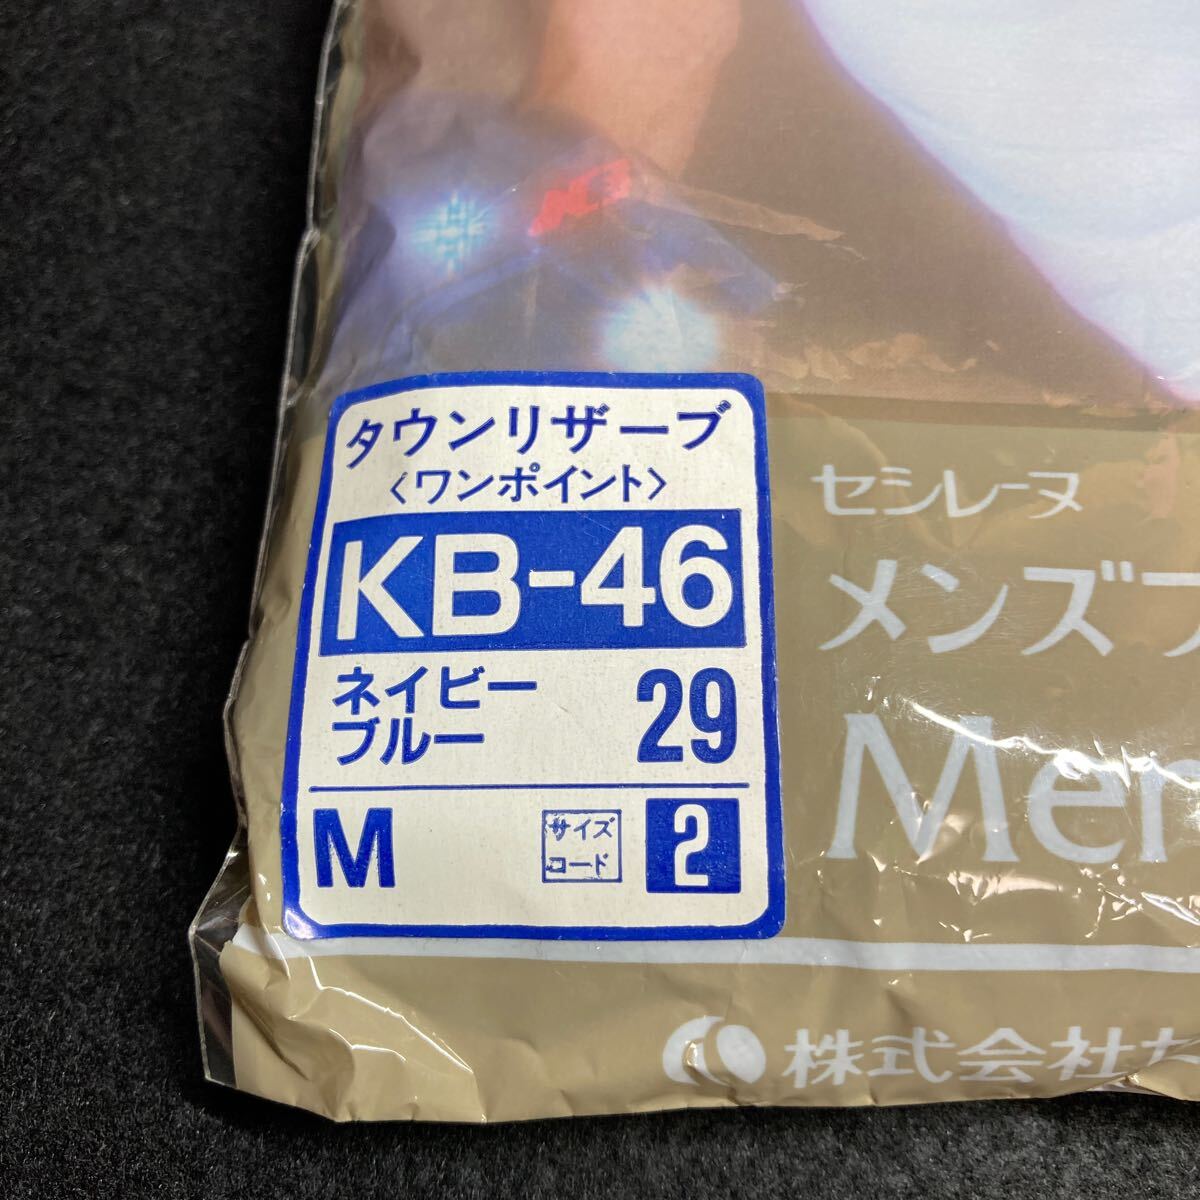 タウンリザーブ
〈ワンポイント〉
KB-46
ネイビー
ブルー
29
M
サイズ
コード
2
セシレーヌ
メンズ
Men
株式会社